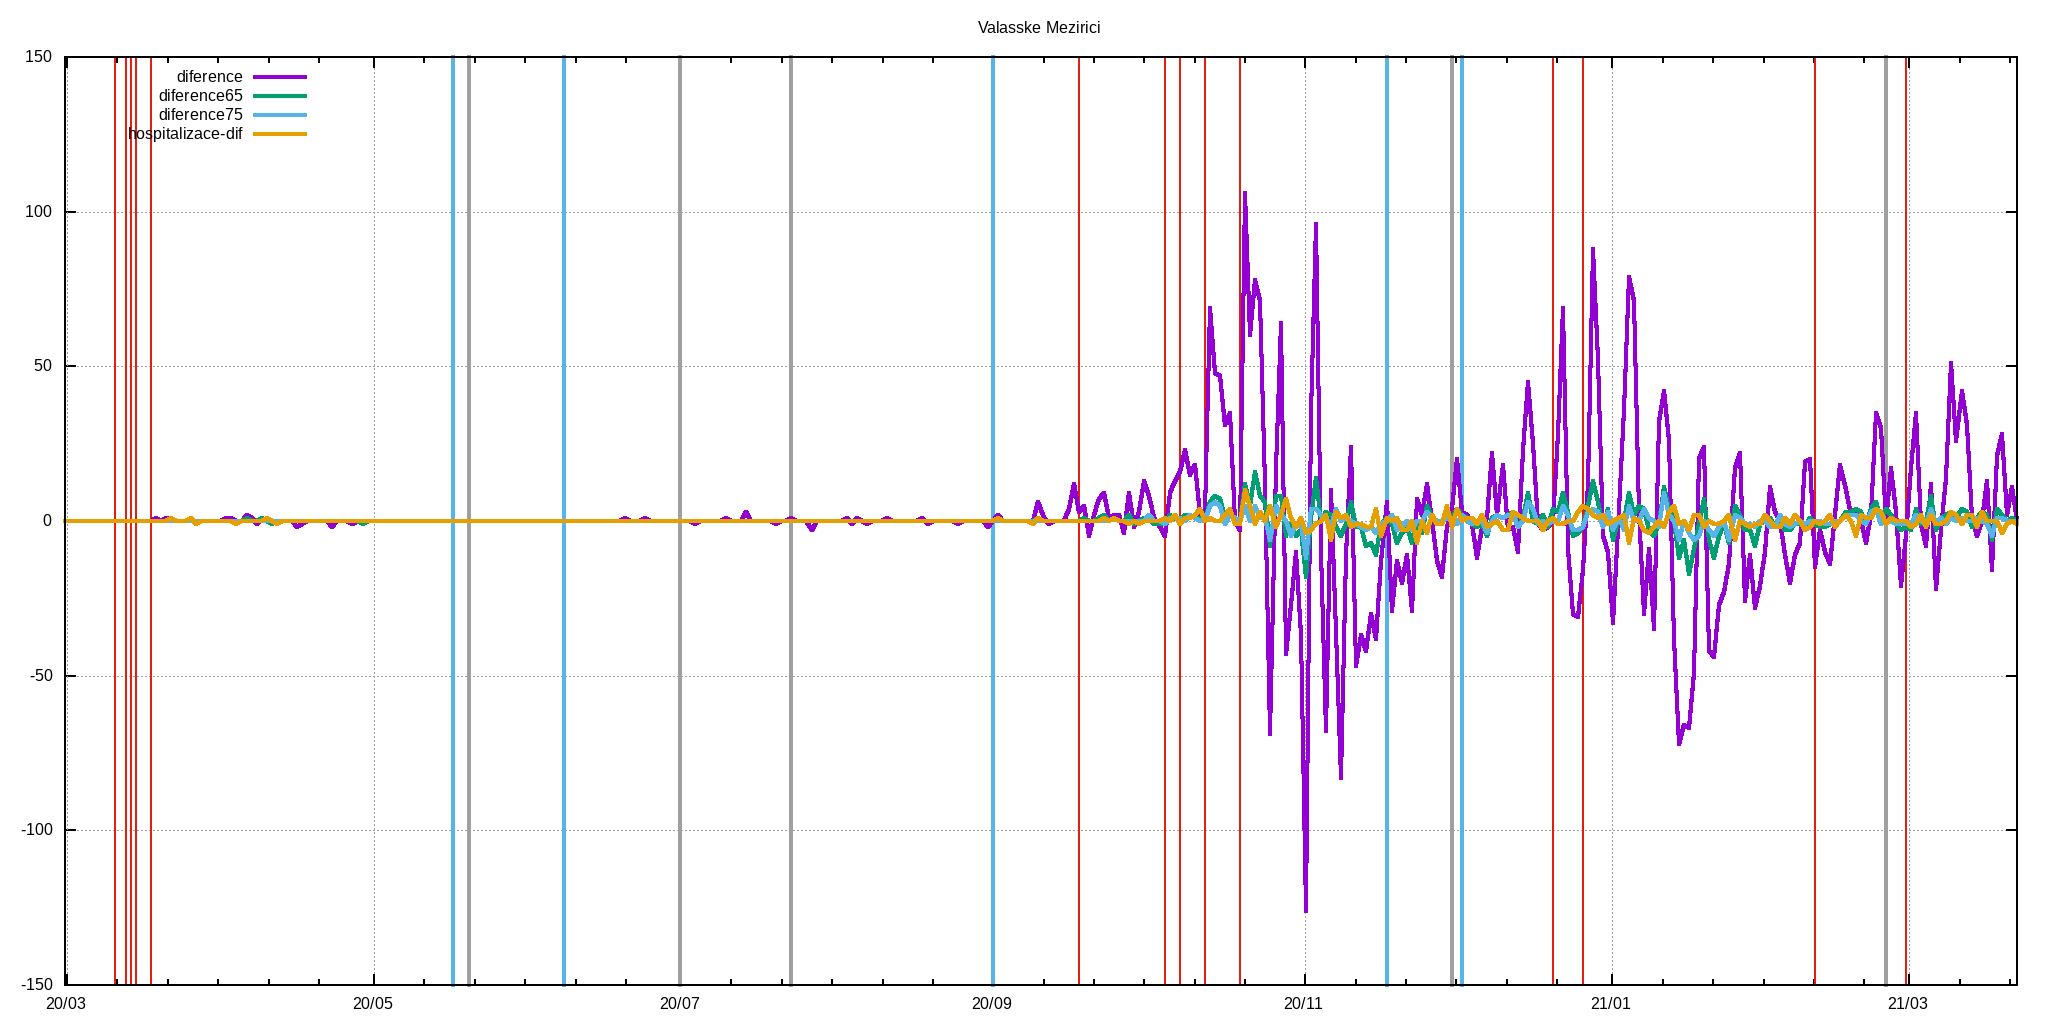 Valasske Mezirici
150
diference
diference65
diference75
hospitalizace-dif
100
50
0
-50
-100
-150
20/03 20/05 20/07 20/09 20/11 21/01 21/03